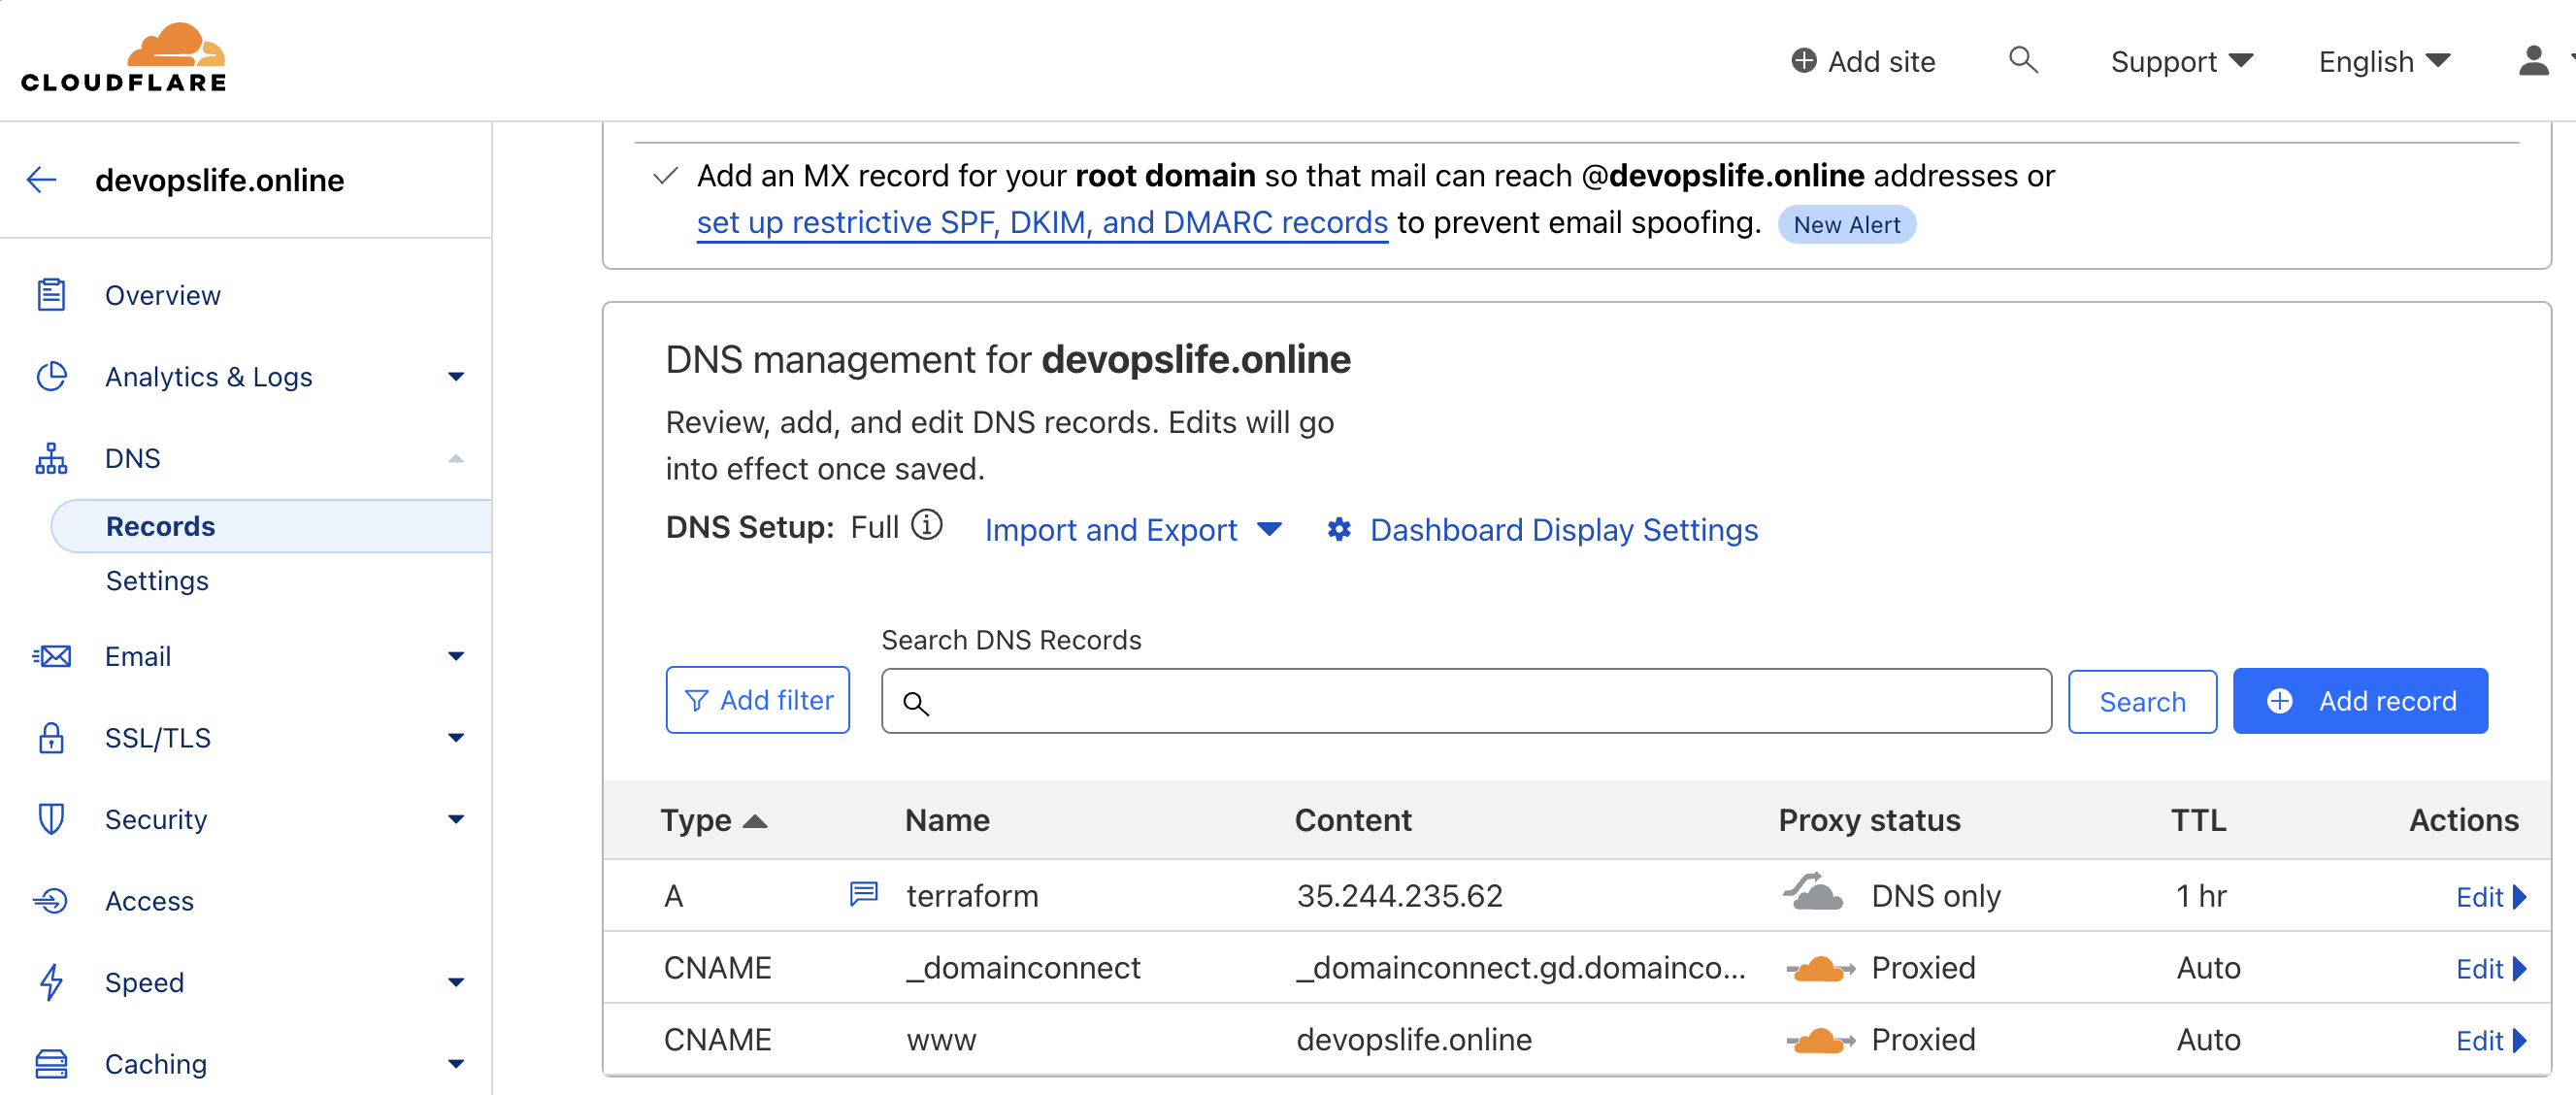 CLOUDFLARE
Add site
Support
English
devopslife.online
Overview
Analytics & Logs
DNS
Records
Settings
Email
SSL/TLS
Security
Access
Speed
Caching
Add an MX record for your root domain so that mail can reach @devopslife.online addresses or
set up restrictive SPF, DKIM, and DMARC records to prevent email spoofing. New Alert
DNS management for devopslife.online
Review, add, and edit DNS records. Edits will go
into effect once saved.
DNS Setup: Full Import and Export Dashboard Display Settings
Search DNS Records
Add filter Search Add record
Type Name Content Proxy status TTL Actions
A terraform 35.244.235.62 DNS only 1 hr Edit
CNAME _domainconnect _domainconnect.gd.domainco... Proxied Auto Edit
CNAME www devopslife.online Proxied Auto Edit